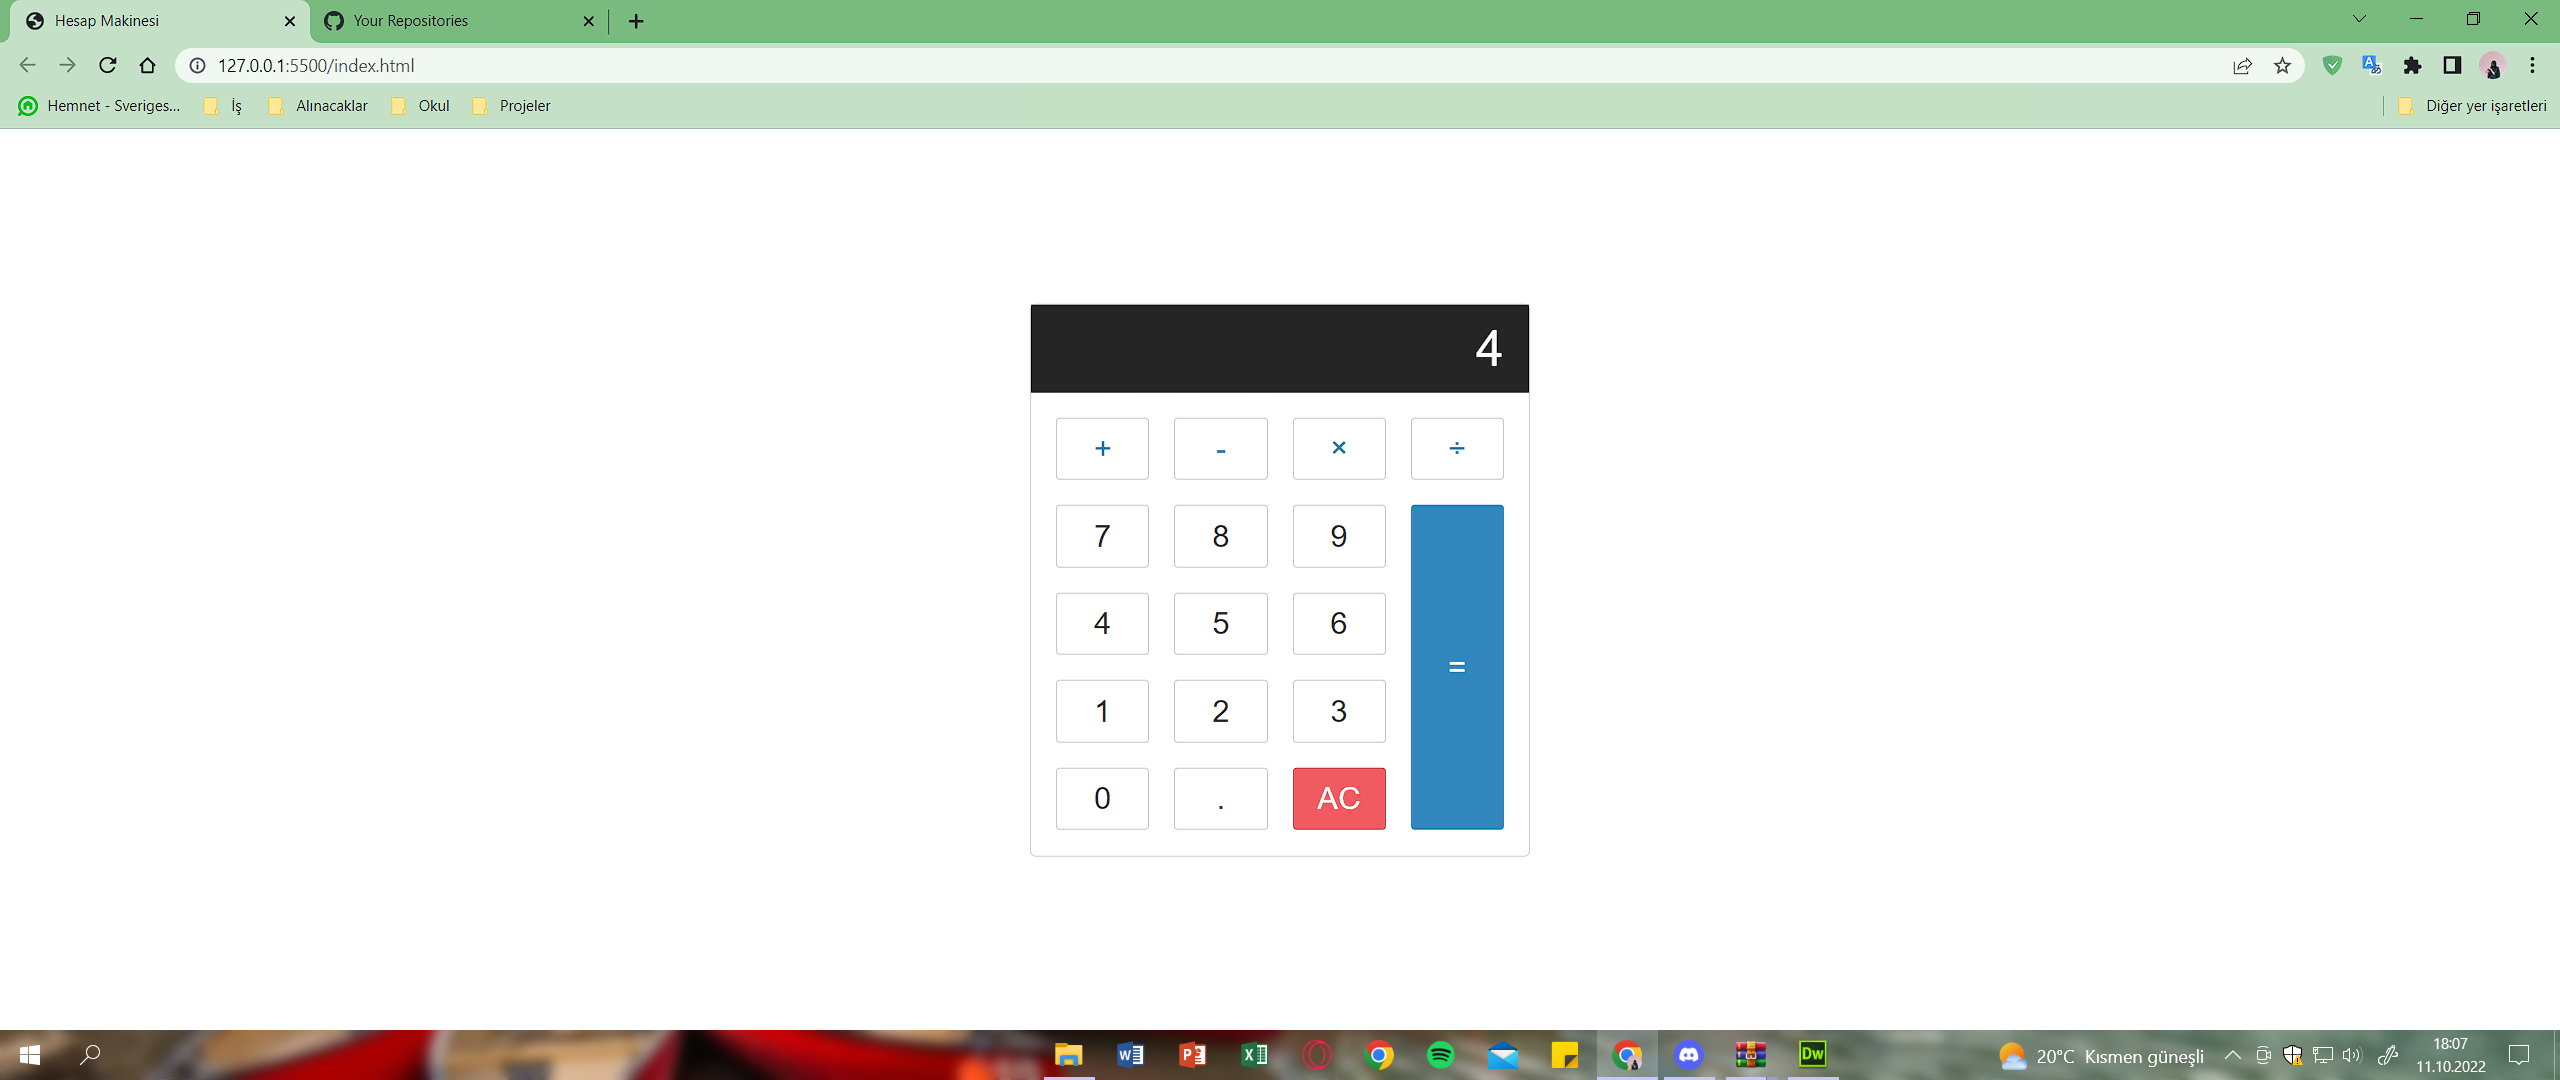 Hesap Makinesi
Your Repositories
127.0.0.1:5500/index.html
Hemnet - Sveriges...
İş
Alınacaklar
Okul
Projeler
Diğer yer işaretleri
4
+ - × ÷
7 8 9
4 5 6
=
1 2 3
0 . AC
20°C Kısmen güneşli
18:07
11.10.2022